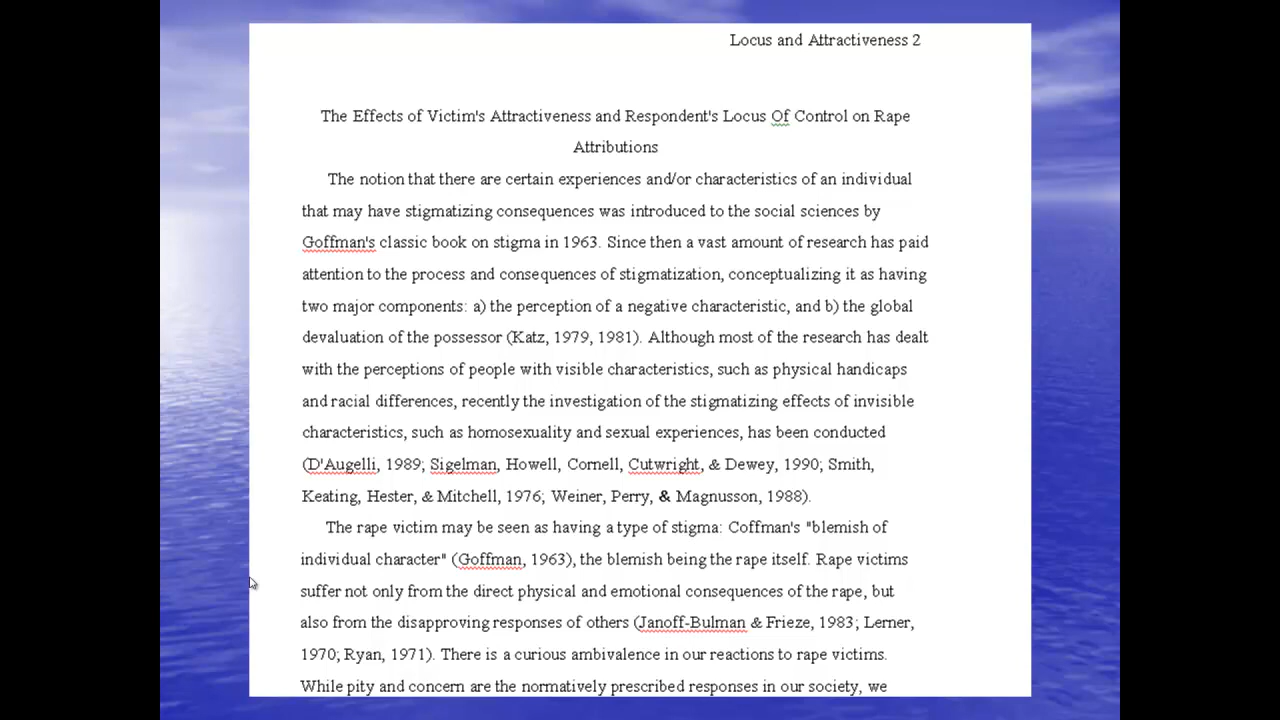 Locus and Attractiveness 2
The Effects of Victim's Attractiveness and Respondent's Locus Of Control on Rape
Attributions
The notion that there are certain experiences and/or characteristics of an individual
that may have stigmatizing consequences was introduced to the social sciences by
Goffman's classic book on stigma in 1963. Since then a vast amount of research has paid
attention to the process and consequences of stigmatization, conceptualizing it as having
two major components: a) the perception of a negative characteristic, and b) the global
devaluation of the possessor (Katz, 1979, 1981). Although most of the research has dealt
with the perceptions of people with visible characteristics, such as physical handicaps
and racial differences, recently the investigation of the stigmatizing effects of invisible
characteristics, such as homosexuality and sexual experiences, has been conducted
(D'Augelli, 1989; Sigelman, Howell, Cornell, Cutwright, & Dewey, 1990; Smith,
Keating, Hester, & Mitchell, 1976; Weiner, Perry, & Magnusson, 1988).
The rape victim may be seen as having a type of stigma: Coffman's "blemish of
individual character" (Goffman, 1963), the blemish being the rape itself. Rape victims
suffer not only from the direct physical and emotional consequences of the rape, but
also from the disapproving responses of others (Janoff-Bulman & Frieze, 1983; Lerner,
1970; Ryan, 1971). There is a curious ambivalence in our reactions to rape victims.
While pity and concern are the normatively prescribed responses in our society, we